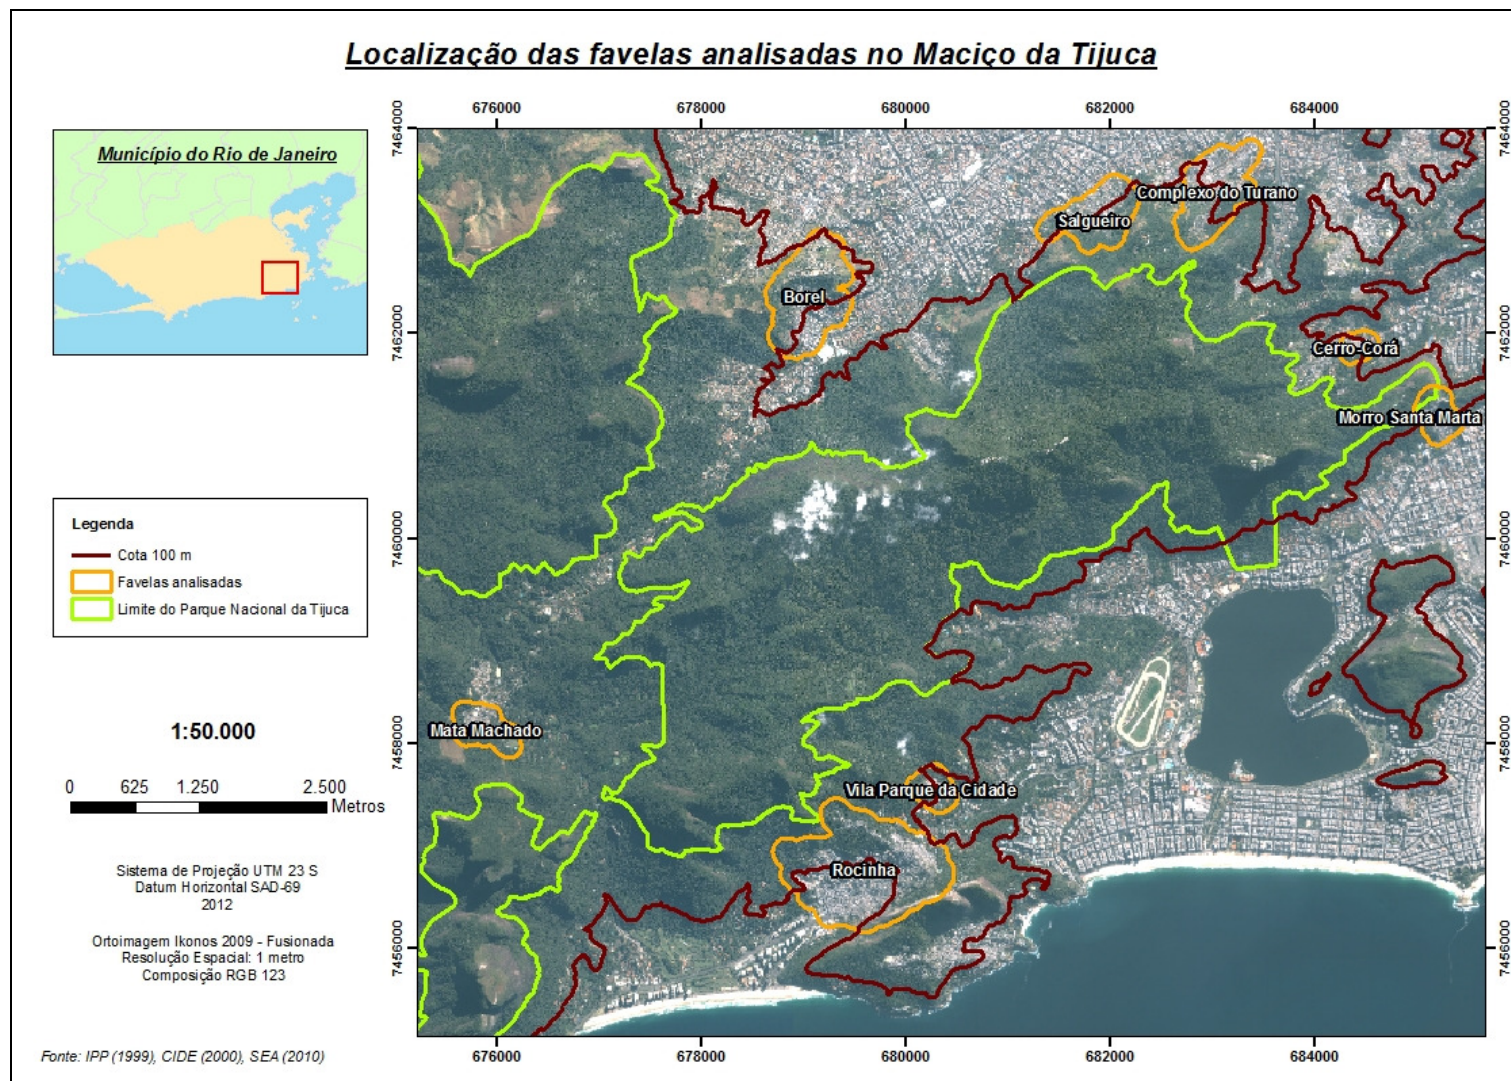 Localização das favelas analisadas no Maciço da Tijuca
Município do Rio de Janeiro
676000 678000 680000 682000 684000
7464000 7464000
7462000 7462000
7460000 7460000
7458000 7458000
7456000 7456000
Complexo do Turano
Salgueiro
Borel
Cerro-Corá
Morro Santa Marta
Mata Machado
Vila Parque da Cidade
Rocinha
676000 678000 680000 682000 684000
Legenda
Cota 100 m
Favelas analisadas
Limite do Parque Nacional da Tijuca
1:50.000
0 625 1.250 2.500
Metros
Sistema de Projeção UTM 23 S
Datum Horizontal SAD-69
2012
Ortoimagem Ikonos 2009 - Fusionada
Resolução Espacial: 1 metro
Composição RGB 123
Fonte: IPP (1999), CIDE (2000), SEA (2010)